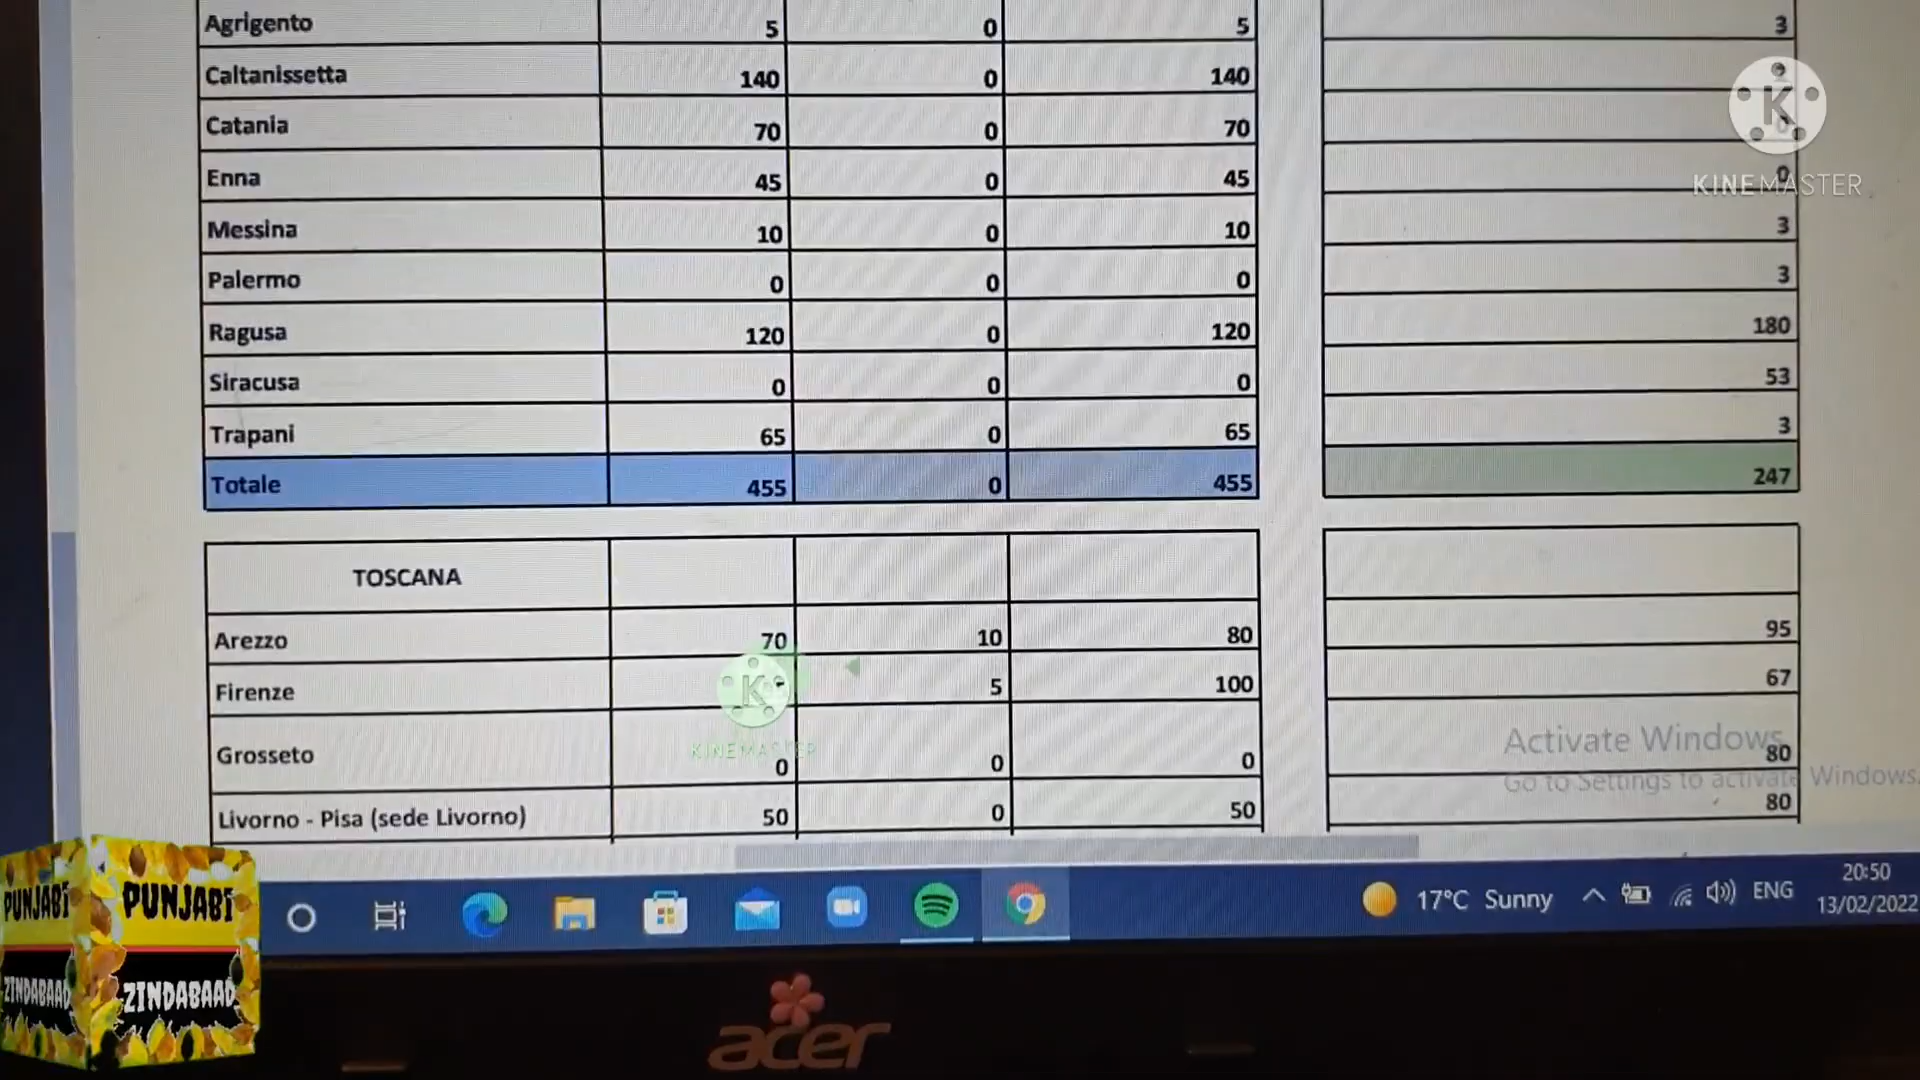 Agrigento 5 0 5 3
Caltanissetta 140 0 140
Catania 70 0 70
Enna 45 0 45 0
KINEMASTER
Messina 10 0 10 3
Palermo 0 0 0 3
Ragusa 120 0 120 180
Siracusa 0 0 0 53
Trapani 65 0 65 3
Totale 455 0 455 247
TOSCANA
Arezzo 70 10 80 95
Firenze 5 100 67
K
KINEMASTER
Grosseto 0 0 0 80
Activate Windows
Go to Settings to activate Windows.
Livorno - Pisa (sede Livorno) 50 0 50 80
PUNJABI PUNJABI
ZINDABAAD ZINDABAAD
17°C Sunny ENG
20:50
13/02/2022
acer